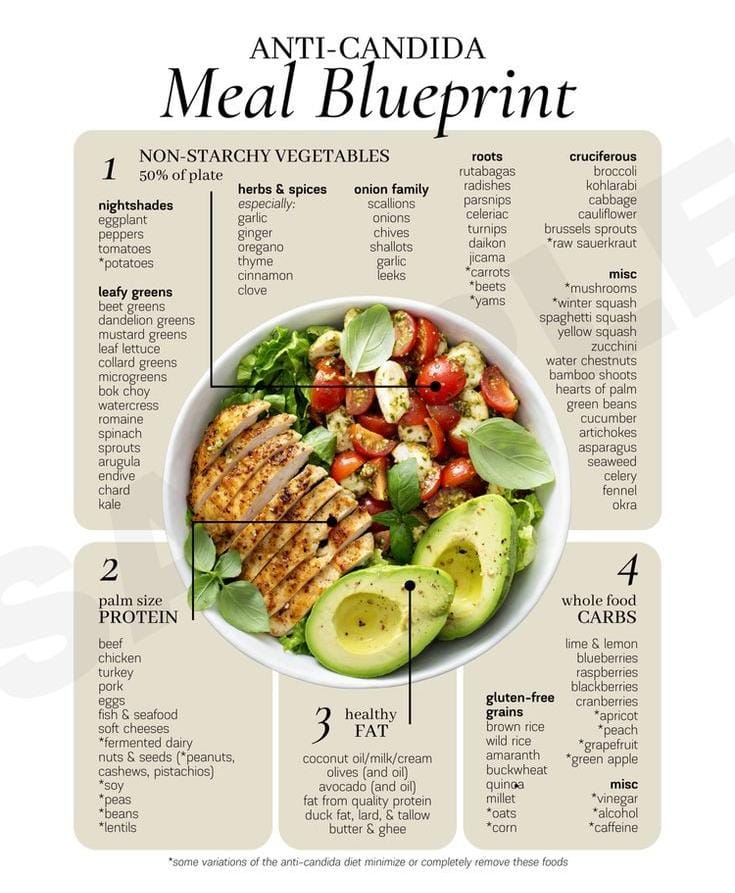 ANTI-CANDIDA
Meal Blueprint
1
NON-STARCHY VEGETABLES
50% of plate
nightshades
eggplant
peppers
tomatoes
*potatoes
leafy greens
beet greens
dandelion greens
mustard greens
leaf lettuce
collard greens
microgreens
bok choy
watercress
romaine
spinach
sprouts
arugula
endive
chard
kale
herbs & spices
especially:
garlic
ginger
oregano
thyme
cinnamon
clove
onion family
scallions
onions
chives
shallots
garlic
leeks
roots
rutabagas
radishes
parsnips
celeriac
turnips
daikon
jicama
*carrots
*beets
*yams
cruciferous
broccoli
kohlarabi
cabbage
cauliflower
brussels sprouts
*raw sauerkraut
misc
*mushrooms
*winter squash
spaghetti squash
yellow squash
zucchini
water chestnuts
bamboo shoots
hearts of palm
green beans
cucumber
artichokes
asparagus
seaweed
celery
fennel
okra
2
palm size
PROTEIN
beef
chicken
turkey
pork
eggs
fish & seafood
soft cheeses
*fermented dairy
nuts & seeds (*peanuts,
cashews, pistachios)
*soy
*peas
*beans
*lentils
3
healthy
FAT
coconut oil/milk/cream
olives (and oil)
avocado (and oil)
fat from quality protein
duck fat, lard, & tallow
butter & ghee
4
whole food
CARBS
lime & lemon
blueberries
raspberries
blackberries
cranberries
*apricot
*peach
*grapefruit
*green apple
gluten-free
grains
brown rice
wild rice
amaranth
buckwheat
quinoa
millet
*oats
*corn
misc
*vinegar
*alcohol
*caffeine
*some variations of the anti-candida diet minimize or completely remove these foods
SAMPLE